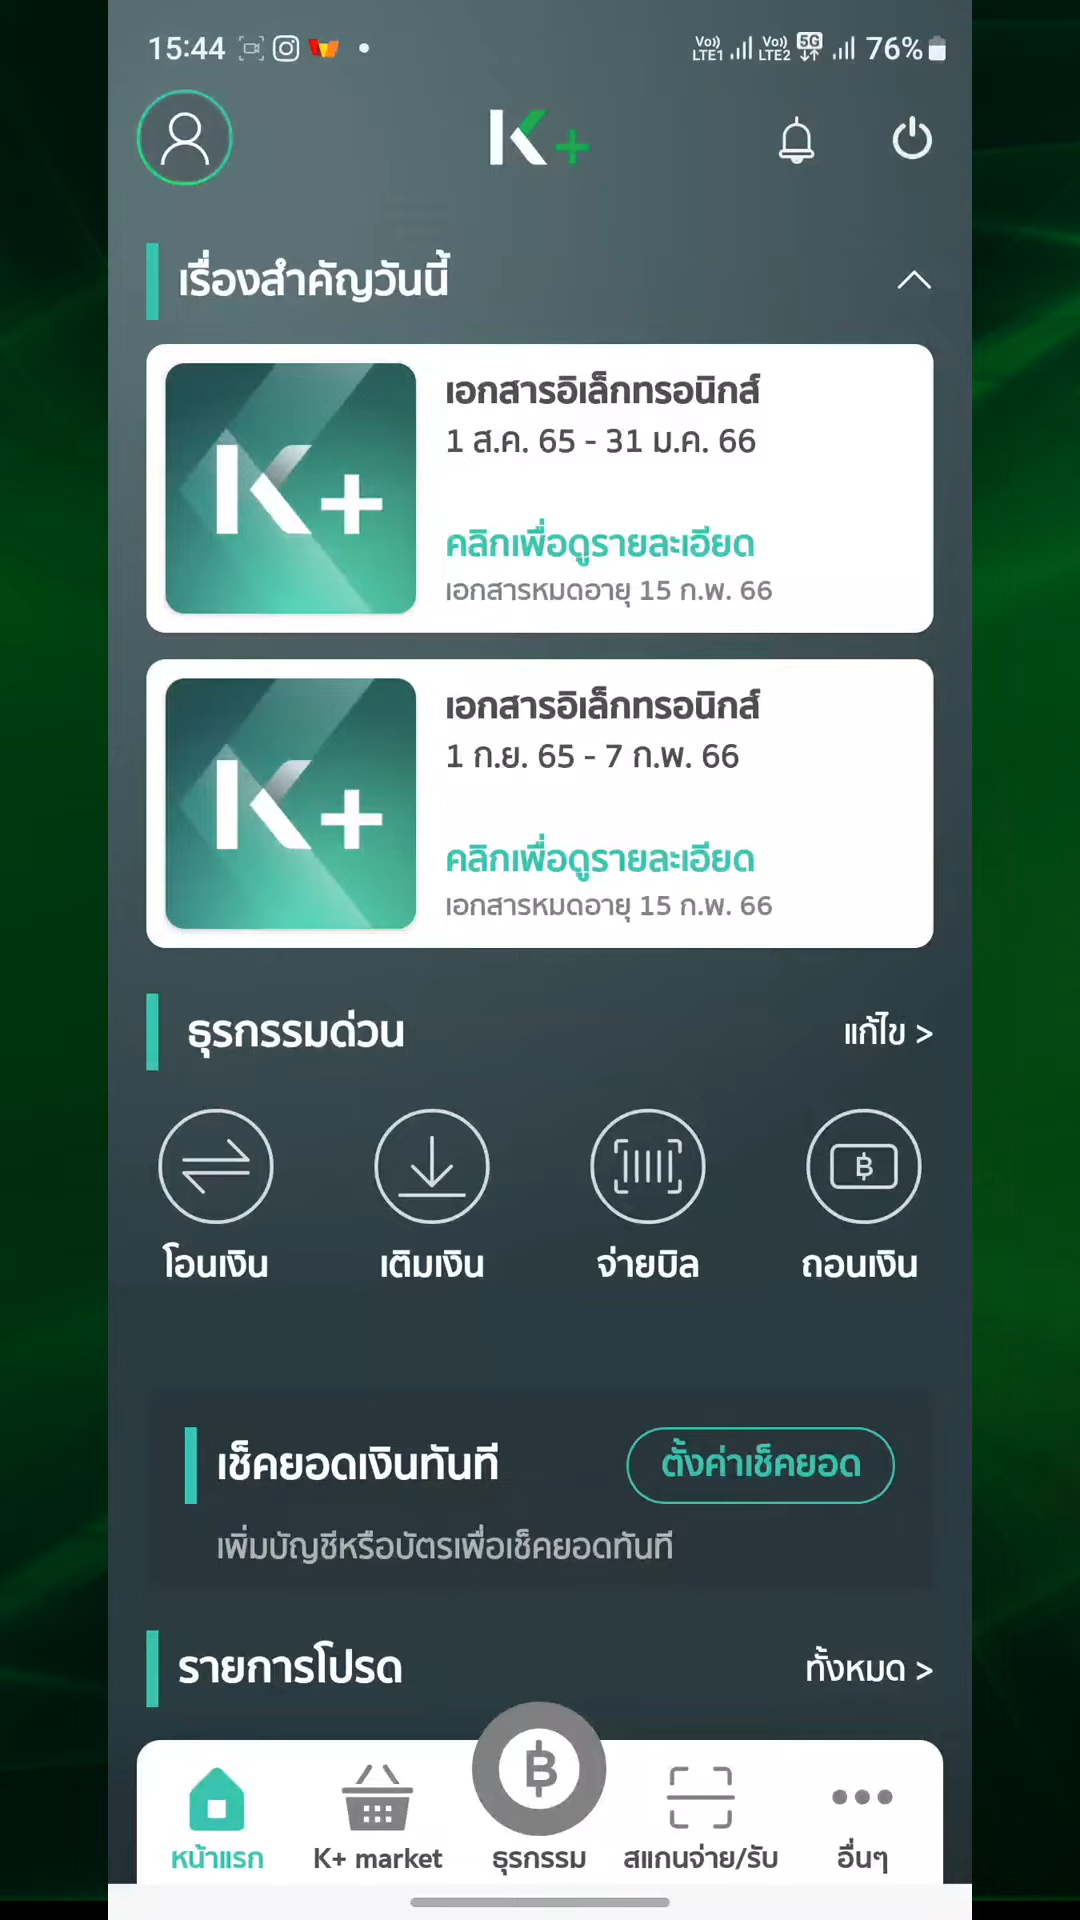 15:44
Vo)) LTE1 Vo)) LTE2 5G 76%
K+
เรื่องสำคัญวันนี้
K+
เอกสารอิเล็กทรอนิกส์
1 ส.ค. 65 - 31 ม.ค. 66
คลิกเพื่อดูรายละเอียด
เอกสารหมดอายุ 15 ก.พ. 66
K+
เอกสารอิเล็กทรอนิกส์
1 ก.ย. 65 - 7 ก.พ. 66
คลิกเพื่อดูรายละเอียด
เอกสารหมดอายุ 15 ก.พ. 66
ธุรกรรมด่วน
แก้ไข >
โอนเงิน เติมเงิน จ่ายบิล ถอนเงิน
เช็คยอดเงินทันที
ตั้งค่าเช็คยอด
เพิ่มบัญชีหรือบัตรเพื่อเช็คยอดทันที
รายการโปรด
ทั้งหมด >
หน้าแรก K+ market ธุรกรรม สแกนจ่าย/รับ อื่นๆ